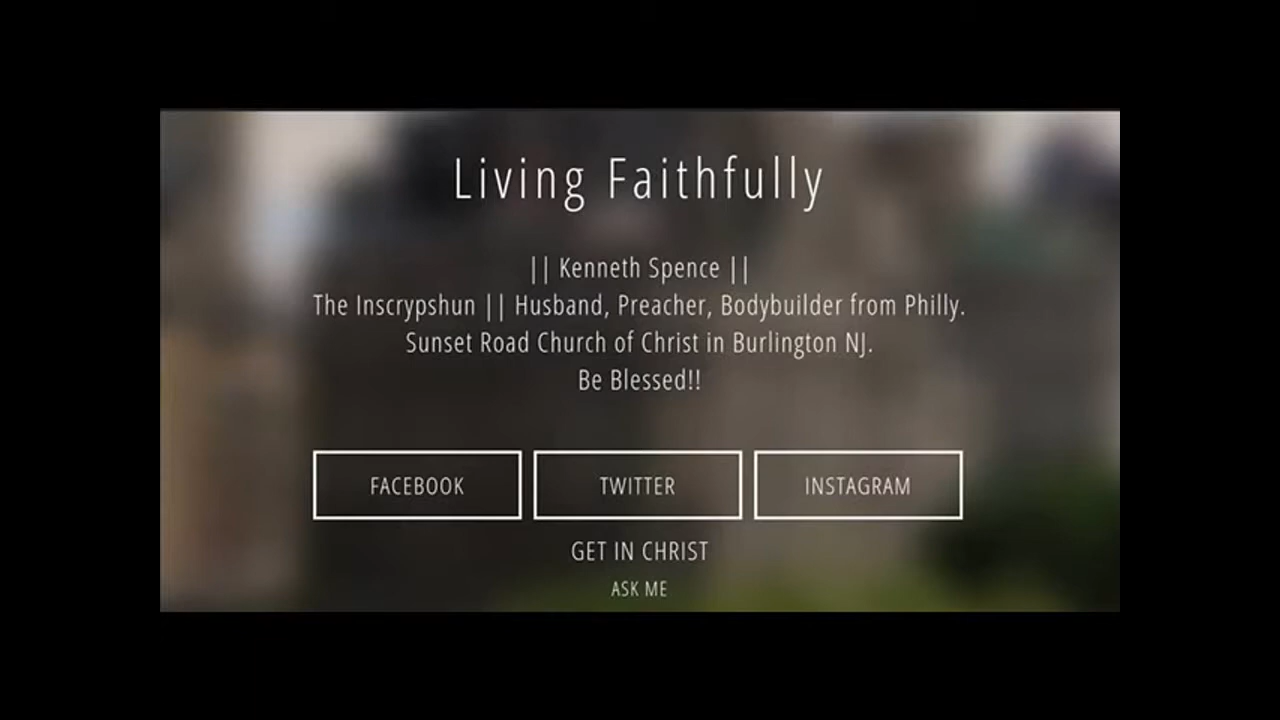 Living Faithfully
|| Kenneth Spence ||
The Inscrypshun || Husband, Preacher, Bodybuilder from Philly.
Sunset Road Church of Christ in Burlington NJ.
Be Blessed!!
FACEBOOK TWITTER INSTAGRAM
GET IN CHRIST
ASK ME